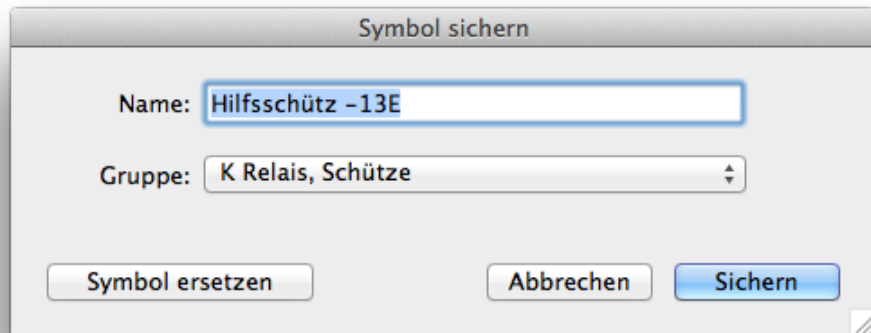 Symbol sichern
Name: Hilfsschütz -13E
Gruppe: K Relais, Schütze
Symbol ersetzen Abbrechen Sichern